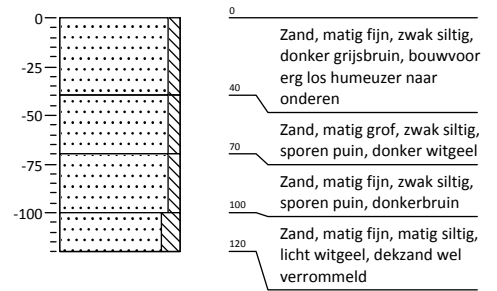 0
-25
-50
-75
-100
0
Zand, matig fijn, zwak siltig,
donker grijsbruin, bouwvoor
erg los humeuzer naar
onderen
40
Zand, matig grof, zwak siltig,
sporen puin, donker witgeel
70
Zand, matig fijn, zwak siltig,
sporen puin, donkerbruin
100
Zand, matig fijn, matig siltig,
licht witgeel, dekzand wel
verrommeld
120